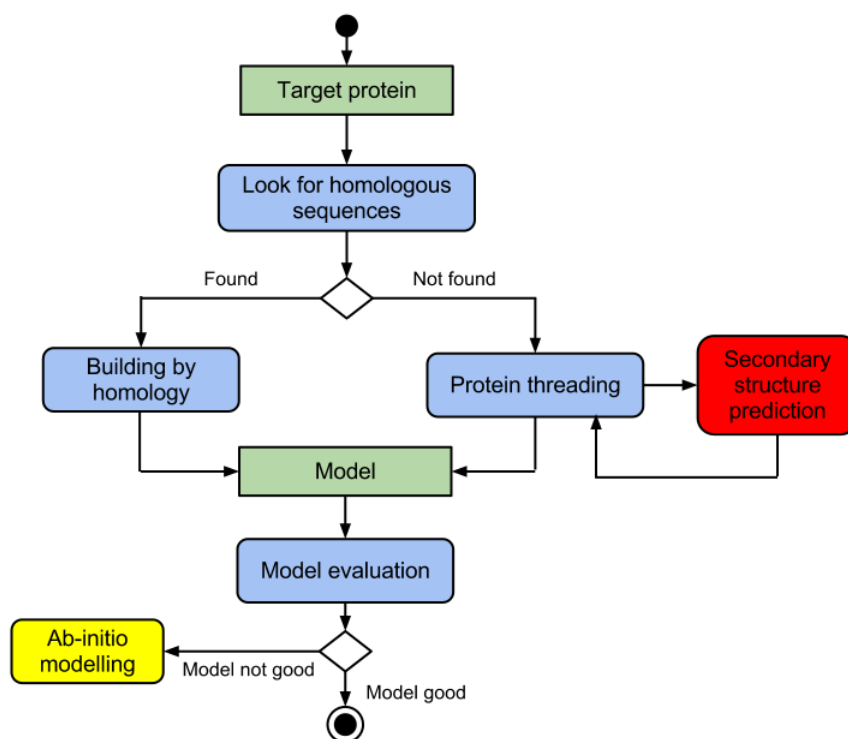 Target protein
Look for homologous
sequences
Found
Not found
Building by
homology
Protein threading
Secondary
structure
prediction
Model
Model evaluation
Ab-initio
modelling
Model not good
Model good